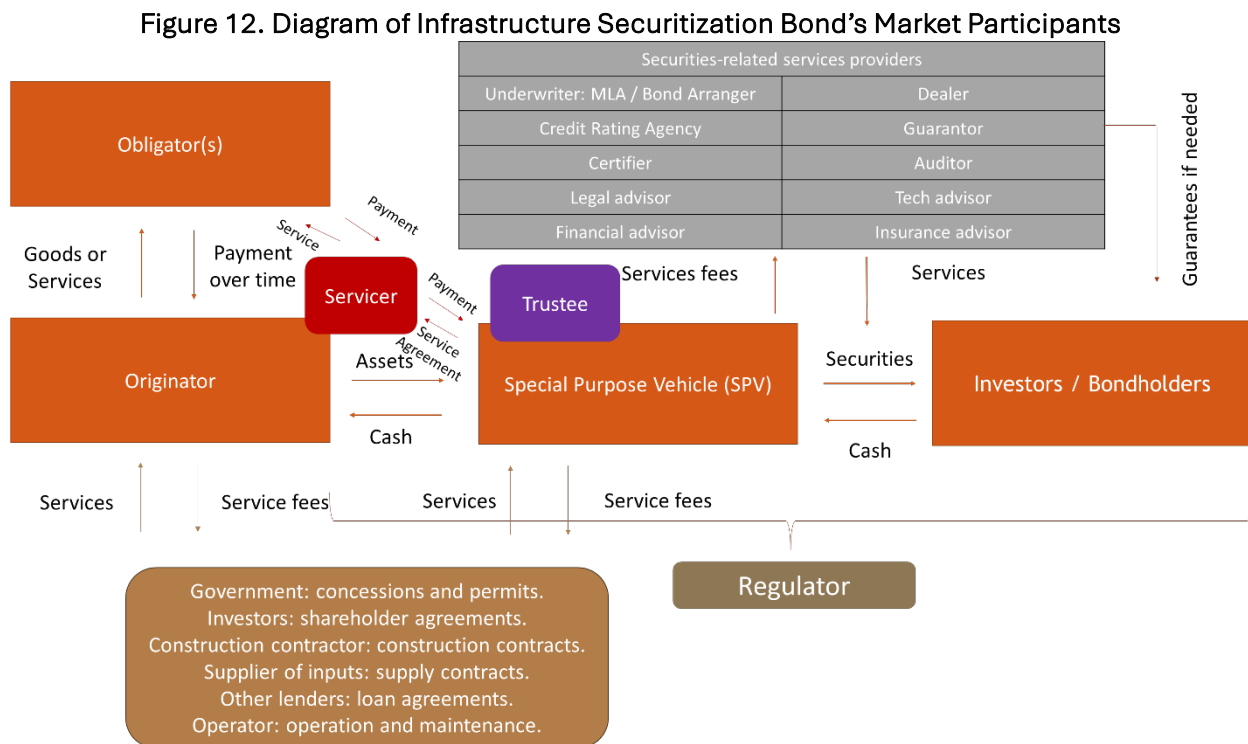 Figure 12. Diagram of Infrastructure Securitization Bond's Market Participants
Securities-related services providers
Underwriter: MLA / Bond Arranger
Dealer
Credit Rating Agency
Guarantor
Certifier
Auditor
Legal advisor
Tech advisor
Financial advisor
Insurance advisor
Guarantees if needed
Obligator(s)
Payment
Service
Goods or
Services
Payment
over time
Servicer
Payment
Service
Agreement
Trustee
Services fees
Services
Originator
Assets
Cash
Special Purpose Vehicle (SPV)
Securities
Cash
Investors / Bondholders
Services
Service fees
Services
Service fees
Regulator
Government: concessions and permits.
Investors: shareholder agreements.
Construction contractor: construction contracts.
Supplier of inputs: supply contracts.
Other lenders: loan agreements.
Operator: operation and maintenance.